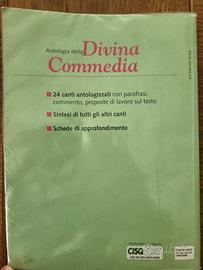 Antologia della Divina
Commedia
24 canti antologizzati con parafrasi,
commento, proposte di lavoro sul testo
Sintesi di tutti gli altri canti
Schede di approfondimento
CISQ